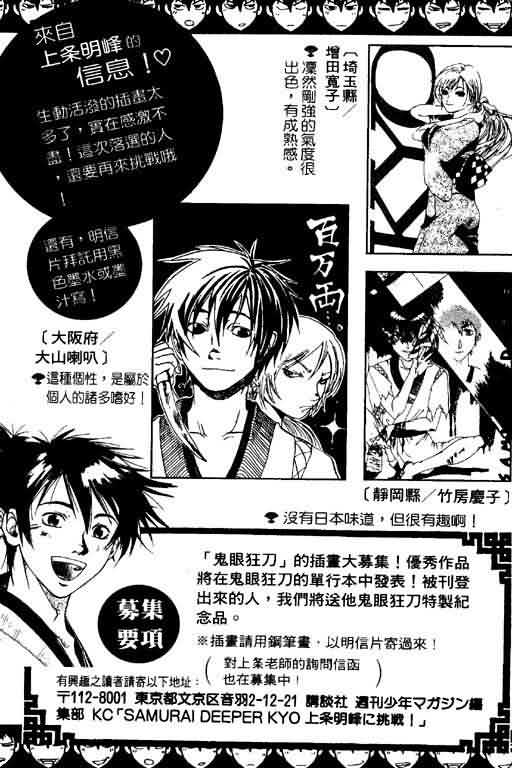 來自
上条明峰的
信息！♡
生動活潑的插畫太
多了，實在感激不
盡！這次落選的人
，還要再來挑戰哦
！
還有，明信
片拜託用黑
色墨水或墨
汁寫！
〔埼玉縣／
增田寬子〕
凜然剛強的氣度很
出色，有成熟感。
KYO
百万両…。
〔大阪府／
大山喇叭〕
這種個性，是屬於
個人的諸多嗜好！
〔靜岡縣／竹房慶子〕
沒有日本味道，但很有趣啊！
募集
要項
「鬼眼狂刀」的插畫大募集！優秀作品
將在鬼眼狂刀的單行本中發表！被刊登
出來的人，我們將送他鬼眼狂刀特製紀
念品。
※插畫請用鋼筆畫，以明信片寄過來！
（對上条老師的詢問信函
也在募集中！）
有興趣之讀者請寄以下地址：
〒112-8001 東京都文京区音羽2-12-21 講談社 週刊少年マガジン編
集部 KC「SAMURAI DEEPER KYO 上条明峰に挑戦！」